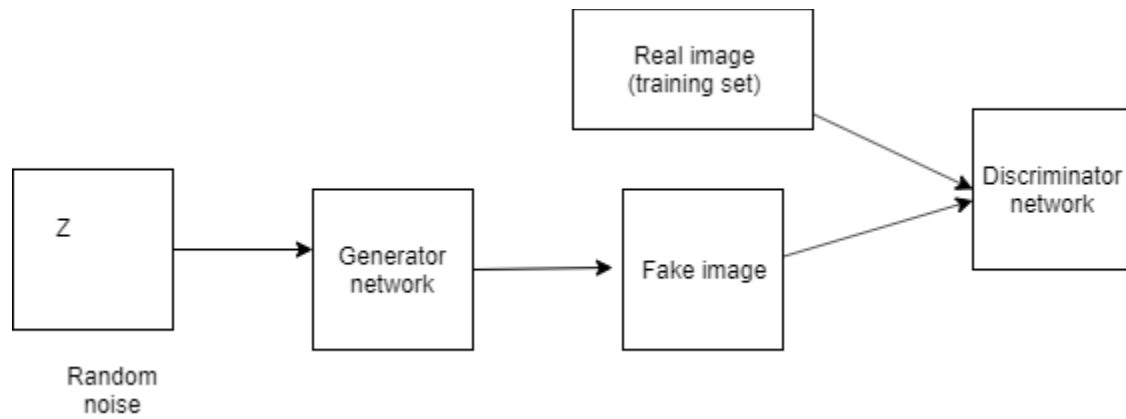 Real image
(training set)
Z
Random
noise
Generator
network
Fake image
Discriminator
network